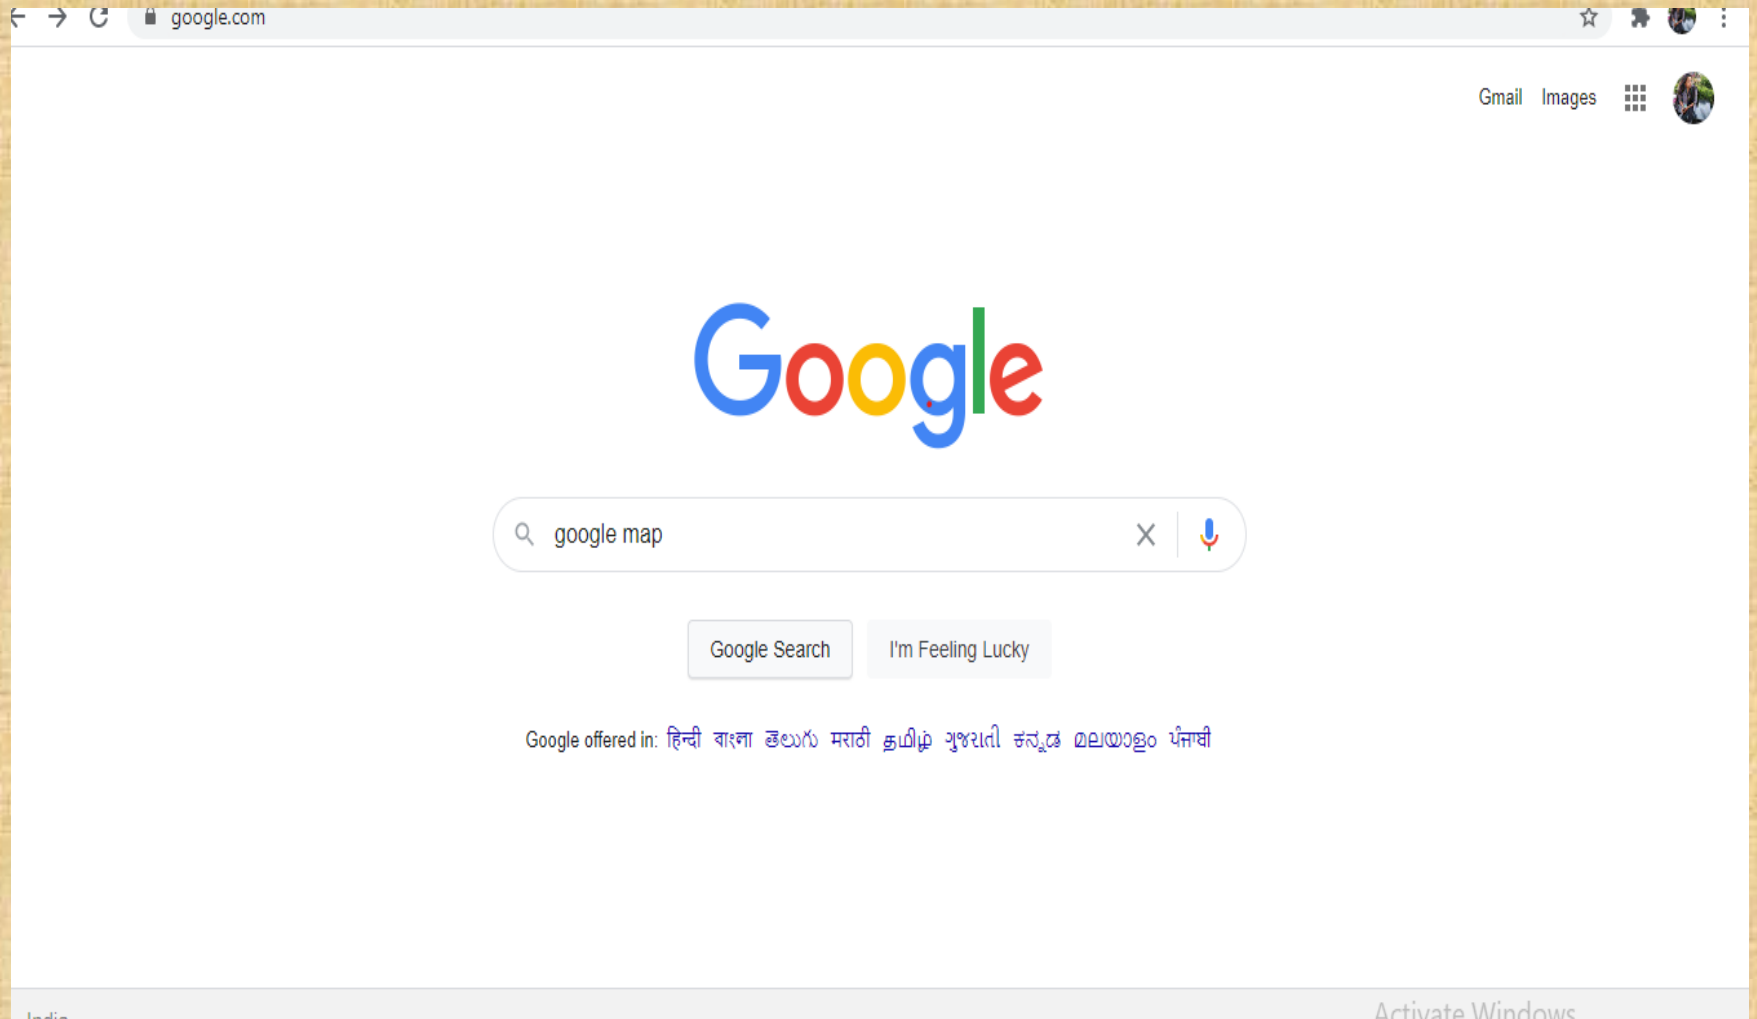 google.com
Gmail Images
Google
google map
Google Search I'm Feeling Lucky
Google offered in: हिन्दी বাংলা తెలుగు मराठी தமிழ் ગુજરાતી ಕನ್ನಡ മലയാളം ਪੰਜਾਬੀ
India Activate Windows